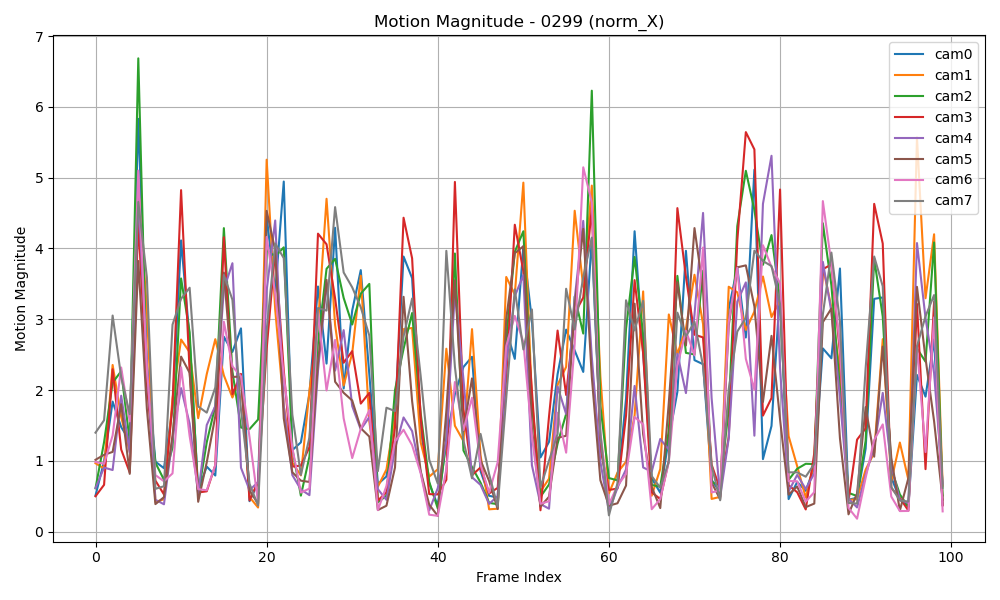 Motion Magnitude - 0299 (norm_X)
7
6
5
4
3
2
1
0
Motion Magnitude
0
20
40
60
80
100
Frame Index
cam0
cam1
cam2
cam3
cam4
cam5
cam6
cam7